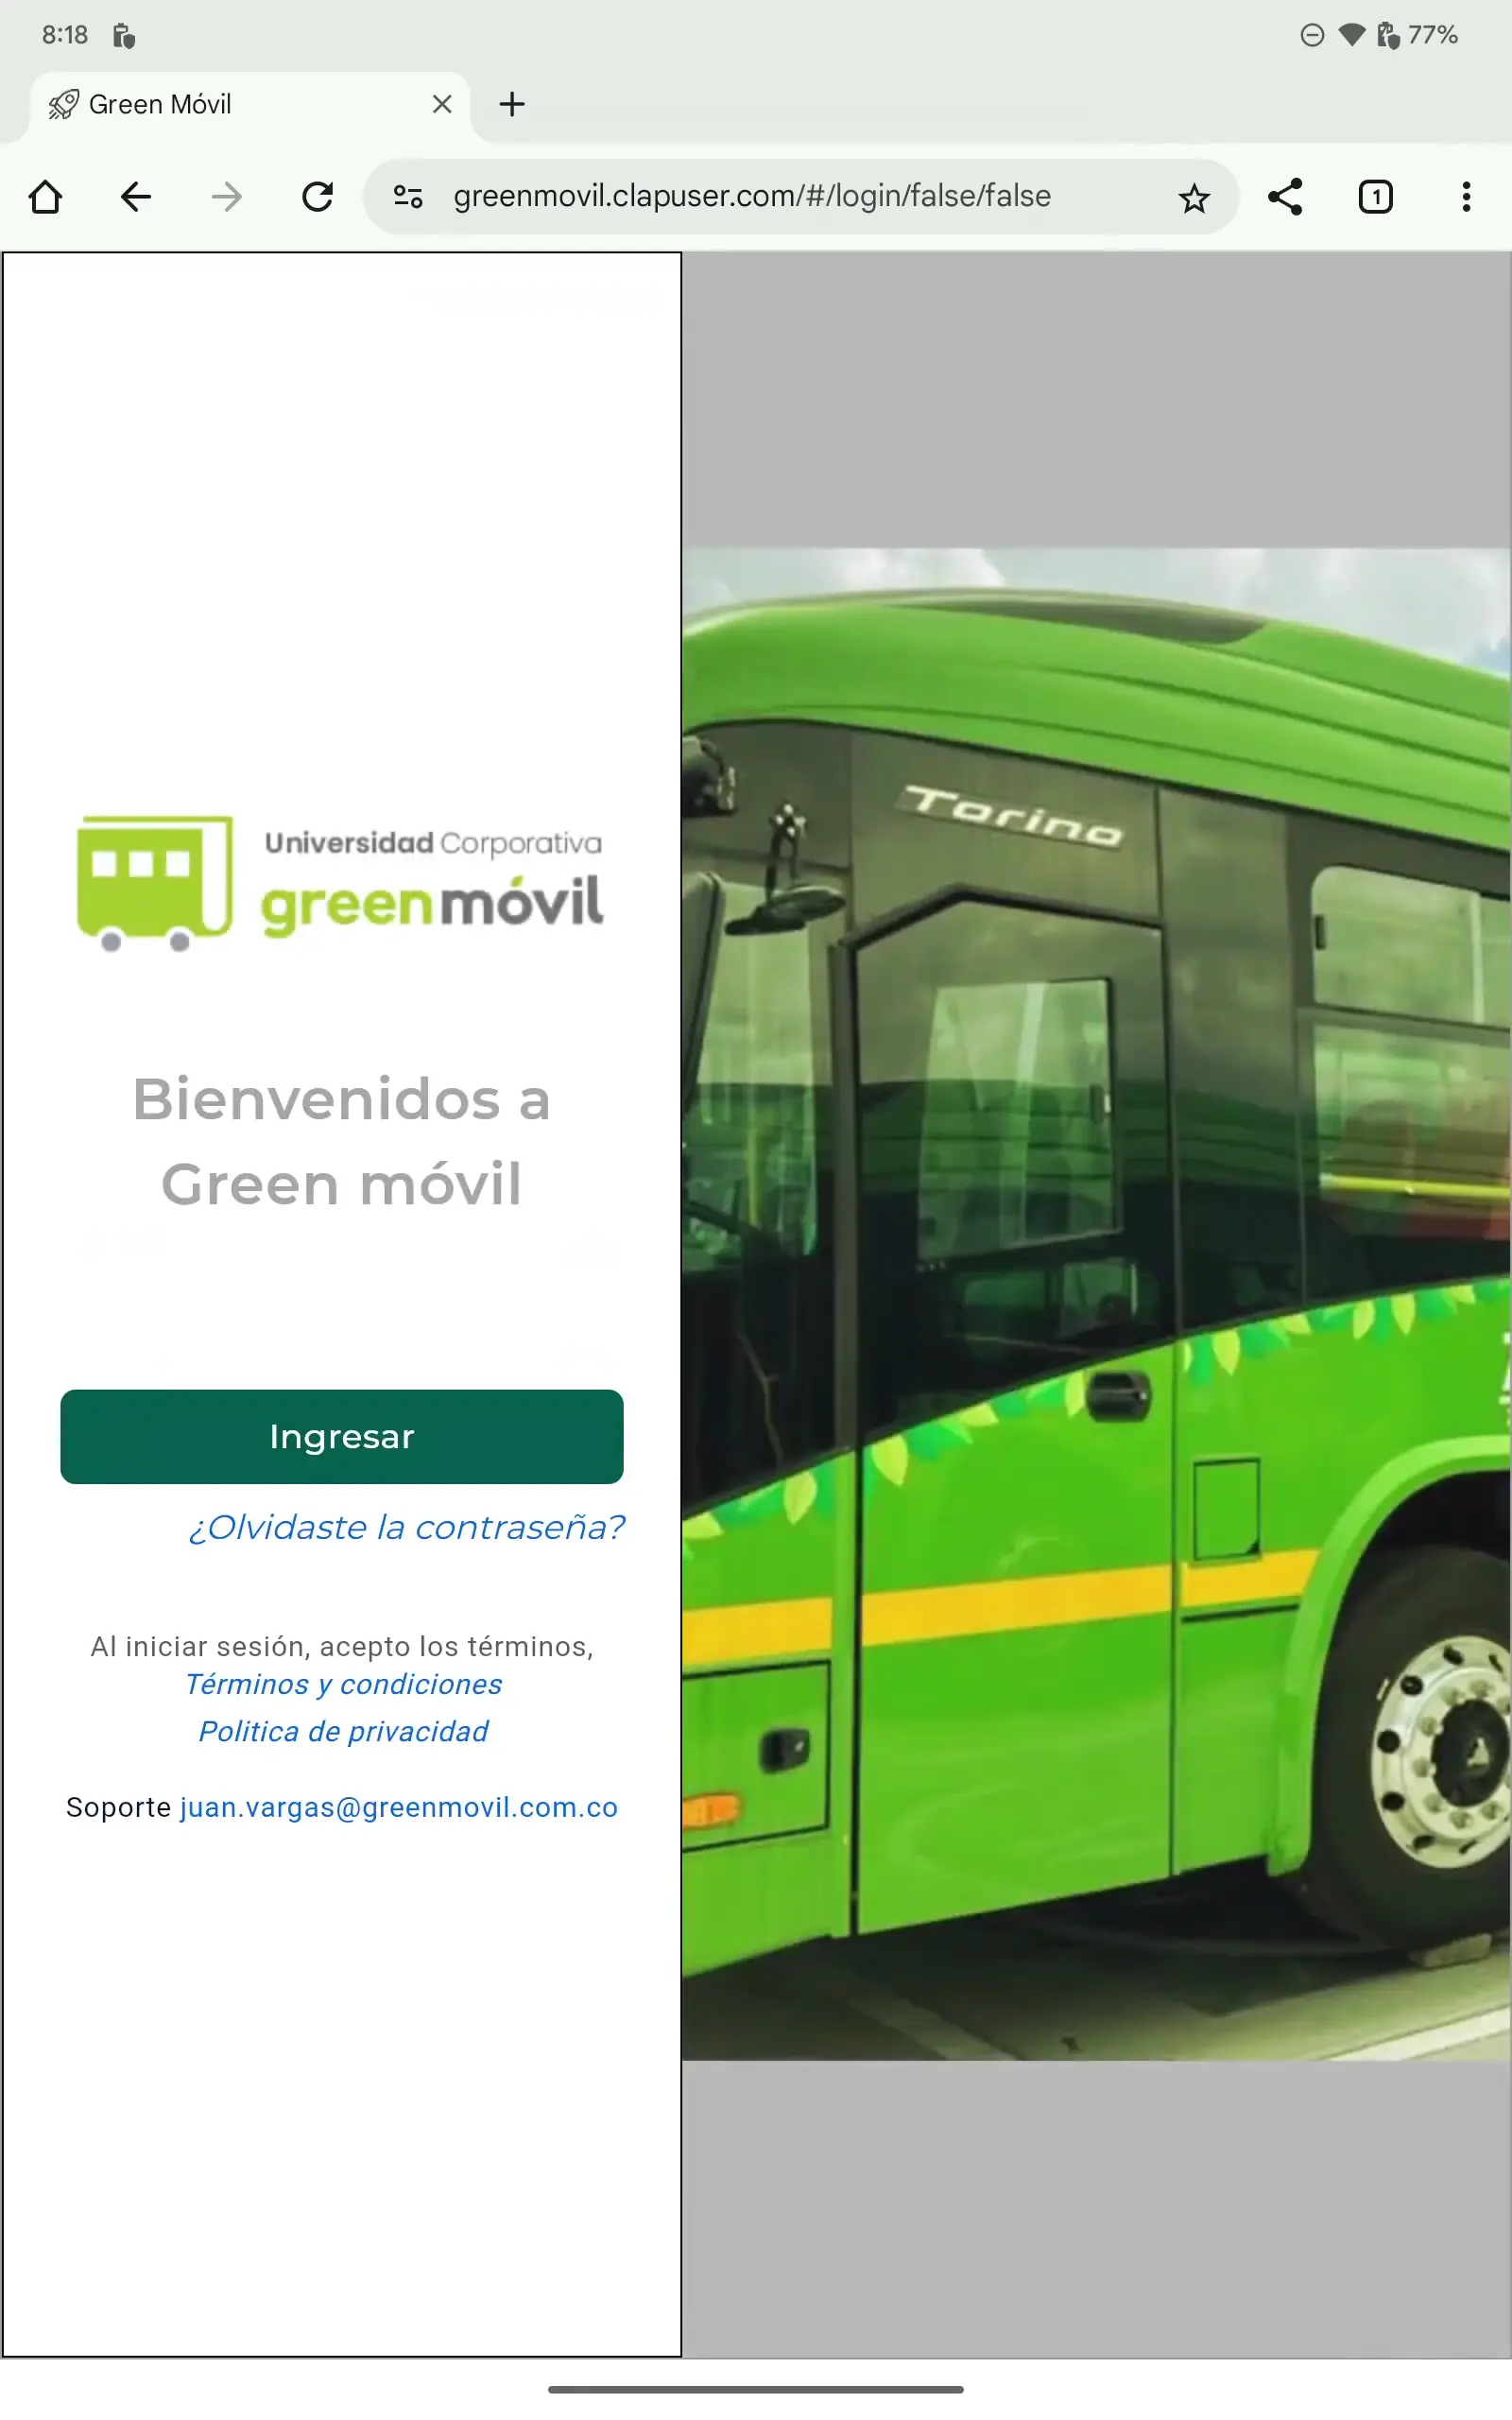 8:18
77%
Green Móvil
greenmovil.clapuser.com/#/login/false/false
1
Universidad Corporativa
greenmóvil
Torino
Bienvenidos a
Green móvil
Ingresar
¿Olvidaste la contraseña?
Al iniciar sesión, acepto los términos,
Términos y condiciones
Politica de privacidad
Soporte juan.vargas@greenmovil.com.co